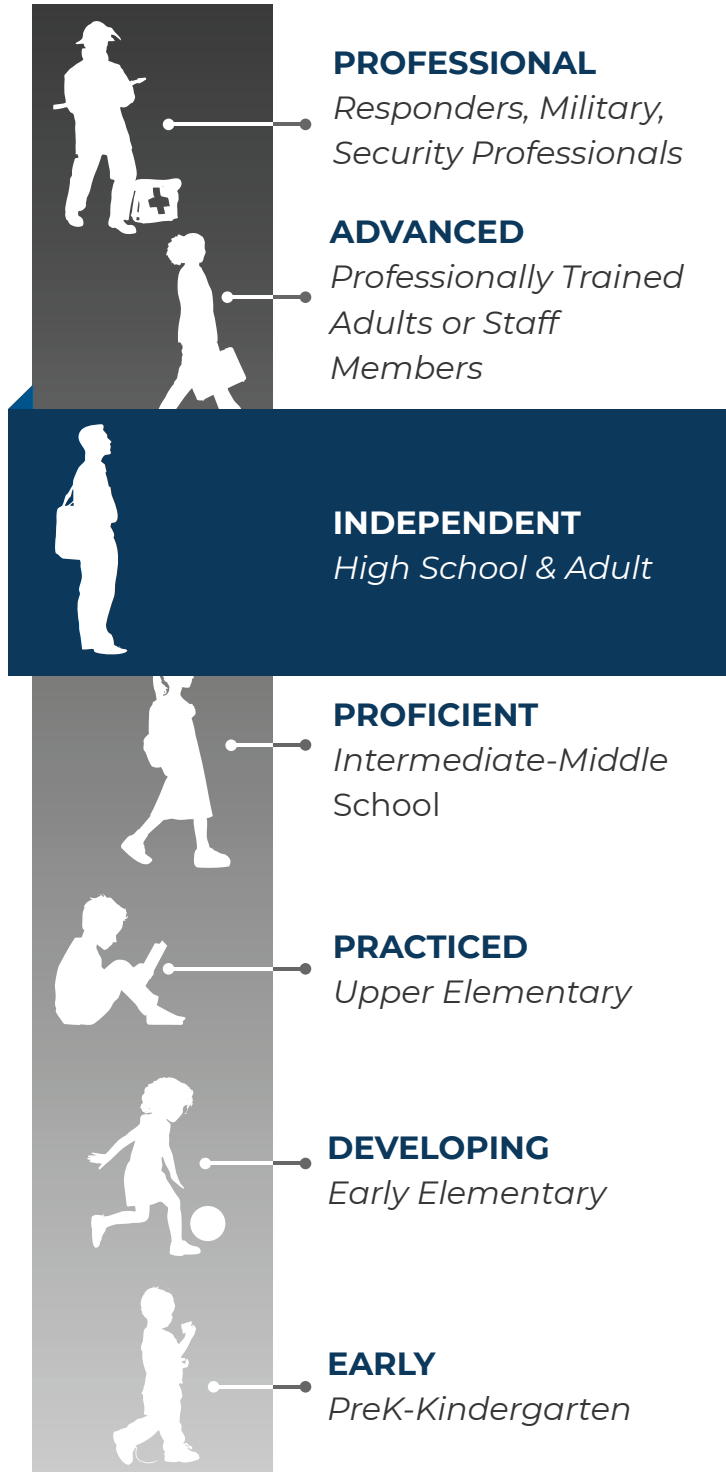 PROFESSIONAL
Responders, Military,
Security Professionals
ADVANCED
Professionally Trained
Adults or Staff
Members
INDEPENDENT
High School & Adult
PROFICIENT
Intermediate-Middle
School
PRACTICED
Upper Elementary
DEVELOPING
Early Elementary
EARLY
PreK-Kindergarten